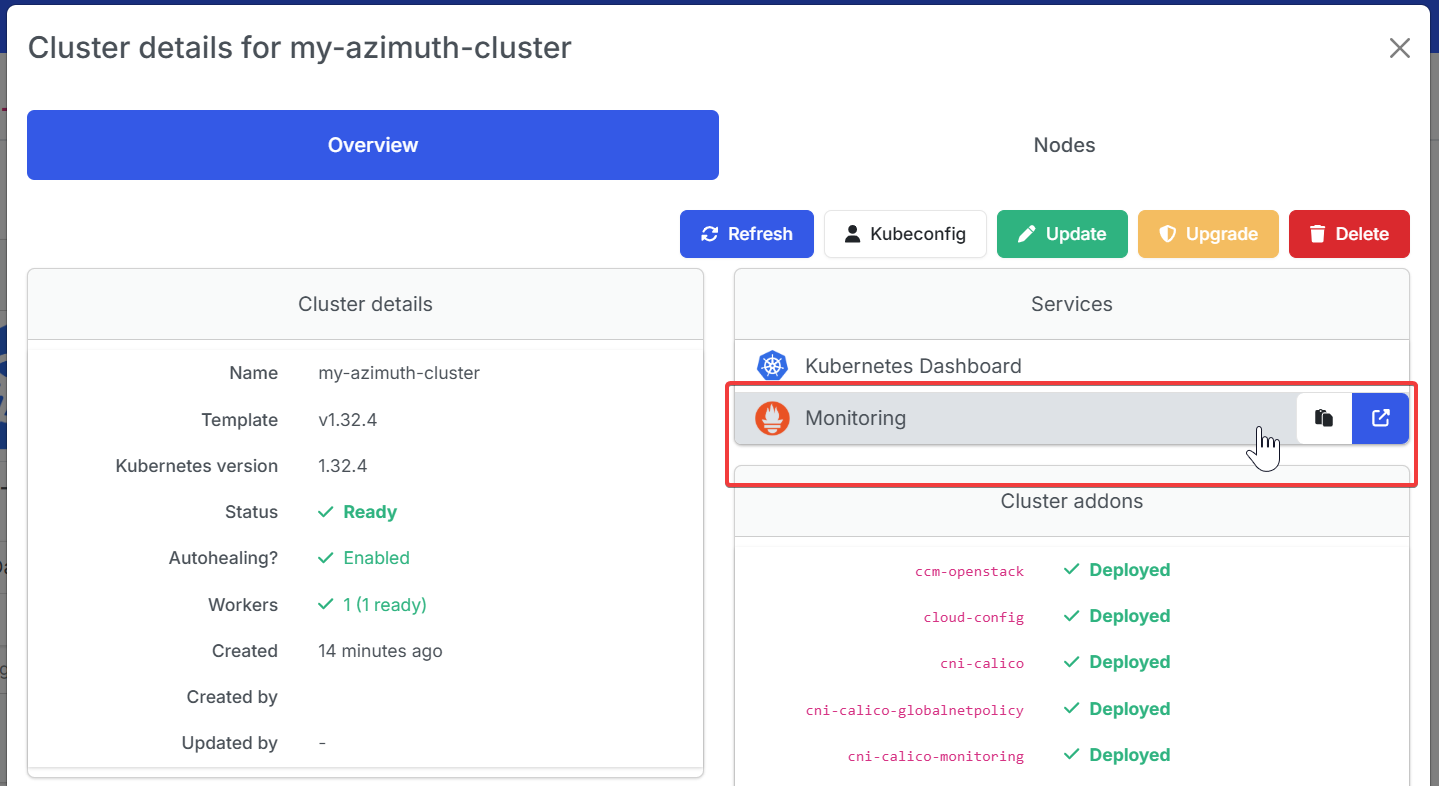 Cluster details for my-azimuth-cluster
Overview
Nodes
Refresh
Kubeconfig
Update
Upgrade
Delete
Cluster details
Name my-azimuth-cluster
Template v1.32.4
Kubernetes version 1.32.4
Status Ready
Autohealing? Enabled
Workers 1 (1 ready)
Created 14 minutes ago
Created by
Updated by -
Services
Kubernetes Dashboard
Monitoring
Cluster addons
ccm-openstack Deployed
cloud-config Deployed
cni-calico Deployed
cni-calico-globalnetpolicy Deployed
cni-calico-monitoring Deployed